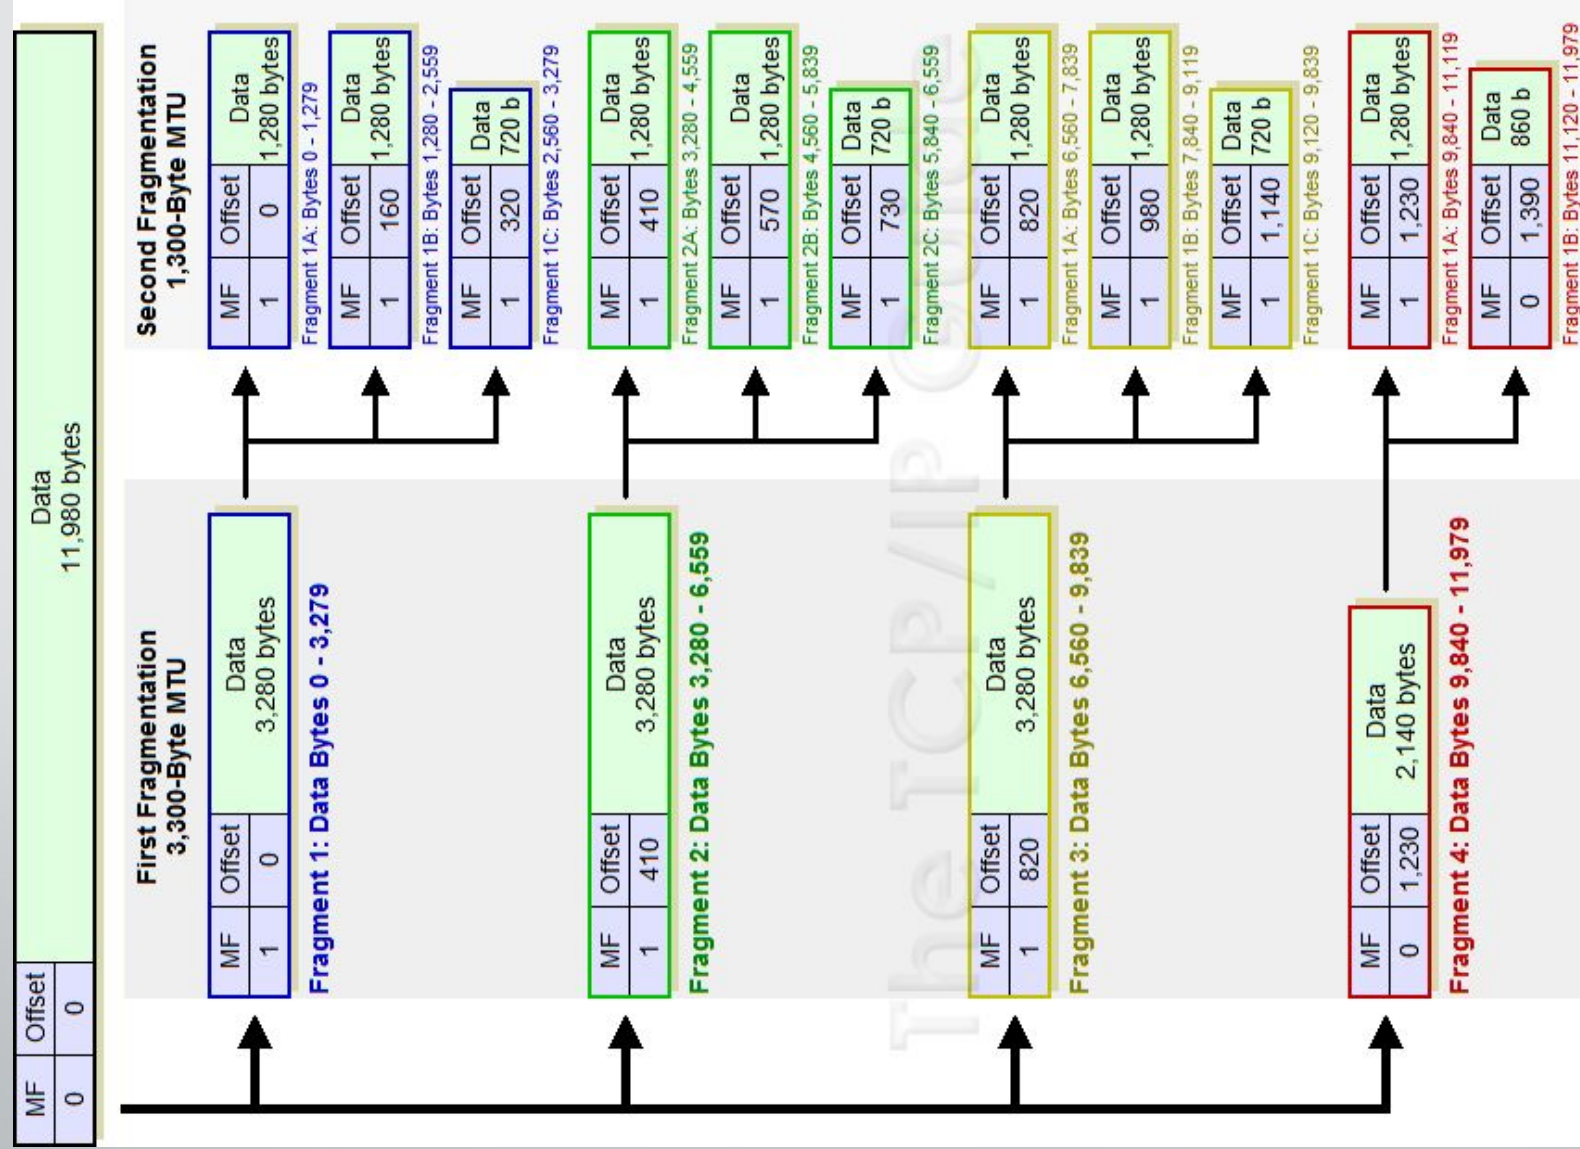 MF Offset Data
0 0 11,980 bytes
First Fragmentation
3,300-Byte MTU
Second Fragmentation
1,300-Byte MTU
MF Offset Data
1 0 3,280 bytes
Fragment 1: Data Bytes 0 - 3,279
MF Offset Data
1 0 1,280 bytes
Fragment 1A: Bytes 0 - 1,279
MF Offset Data
1 160 1,280 bytes
Fragment 1B: Bytes 1,280 - 2,559
MF Offset Data
1 320 720 b
Fragment 1C: Bytes 2,560 - 3,279
MF Offset Data
1 410 3,280 bytes
Fragment 2: Data Bytes 3,280 - 6,559
MF Offset Data
1 410 1,280 bytes
Fragment 2A: Bytes 3,280 - 4,559
MF Offset Data
1 570 1,280 bytes
Fragment 2B: Bytes 4,560 - 5,839
MF Offset Data
1 730 720 b
Fragment 2C: Bytes 5,840 - 6,559
MF Offset Data
1 820 3,280 bytes
Fragment 3: Data Bytes 6,560 - 9,839
MF Offset Data
1 820 1,280 bytes
Fragment 1A: Bytes 6,560 - 7,839
MF Offset Data
1 980 1,280 bytes
Fragment 1B: Bytes 7,840 - 9,119
MF Offset Data
1 1,140 720 b
Fragment 1C: Bytes 9,120 - 9,839
MF Offset Data
0 1,230 2,140 bytes
Fragment 4: Data Bytes 9,840 - 11,979
MF Offset Data
1 1,230 1,280 bytes
Fragment 1A: Bytes 9,840 - 11,119
MF Offset Data
0 1,390 860 b
Fragment 1B: Bytes 11,120 - 11,979
The TCP/IP Guide